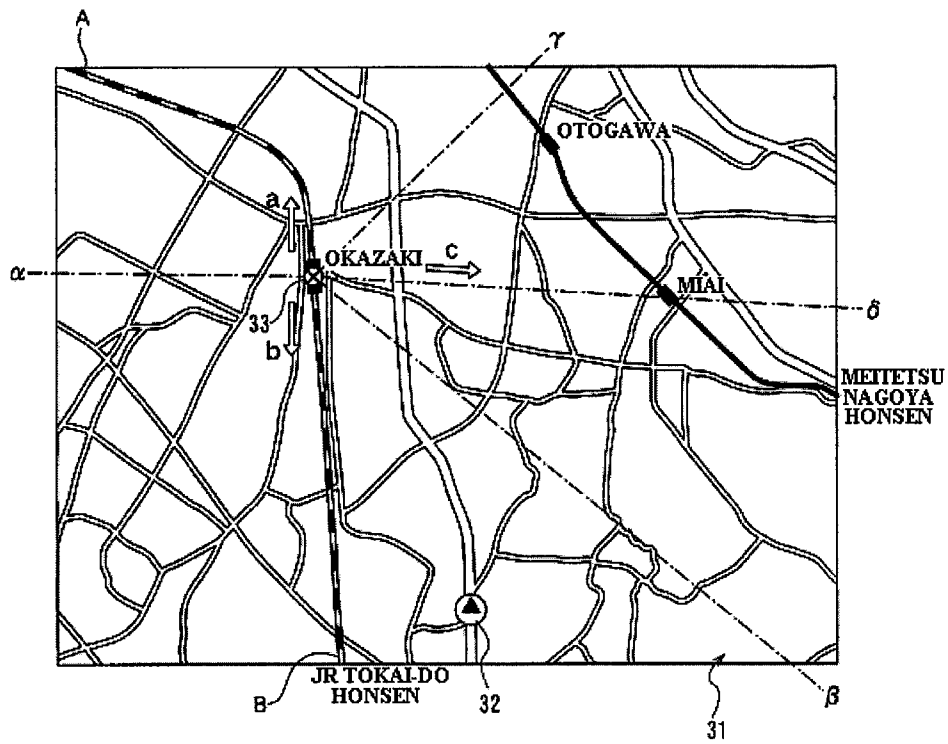 A
γ
OTOGAWA
a
OKAZAKI
c
α
MIAI
δ
33
b
MEITETSU
NAGOYA
HONSEN
JR TOKAI-DO
HONSEN
B
32
31
β